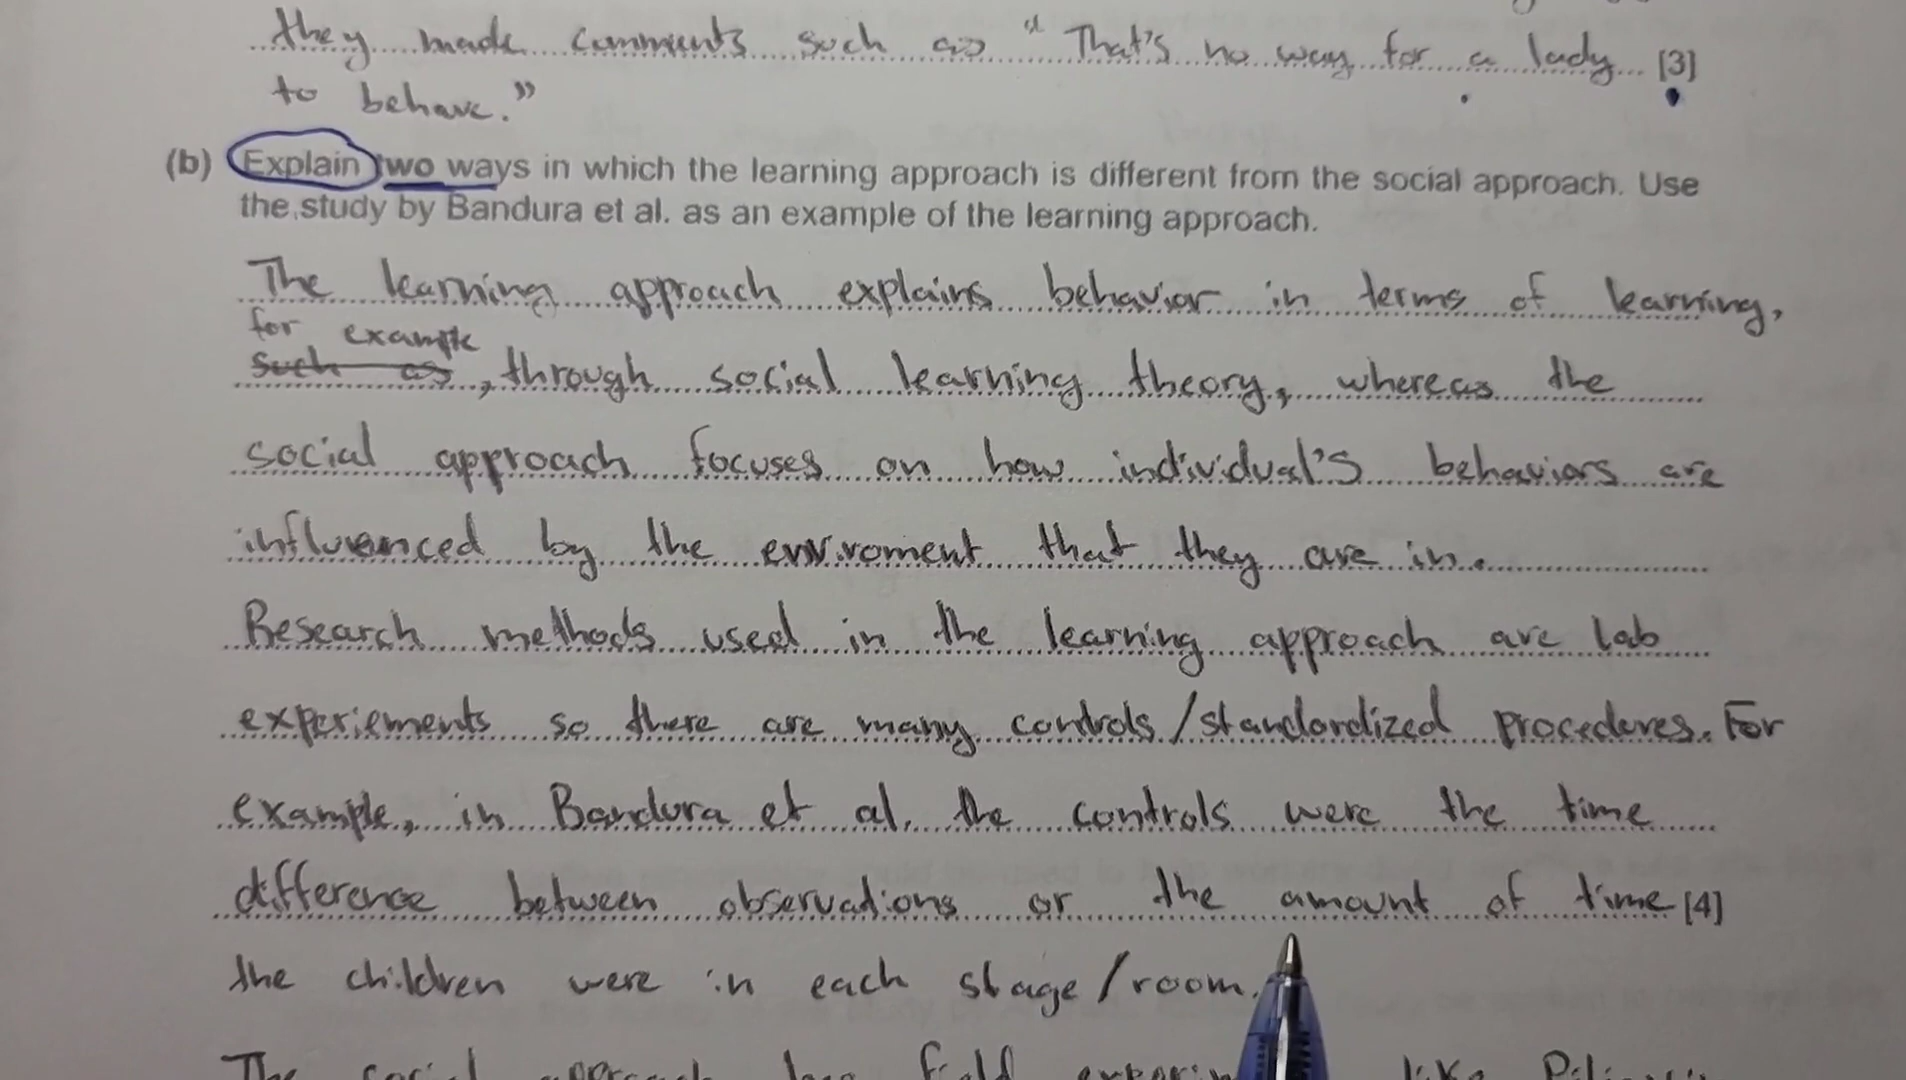 they made comments such as "That's no way for a lady [3]
to behave."
(b) Explain two ways in which the learning approach is different from the social approach. Use
the study by Bandura et al. as an example of the learning approach.
The learning approach explains behavior in terms of learning,
for example
such as, through social learning theory, whereas the
social approach focuses on how individual's behaviors are
influenced by the enviroment that they are in.
Research methods used in the learning approach are lab
experiements so there are many controls/standardized procedures. For
example, in Bandura et al. the controls were the time
difference between observations or the amount of time [4]
the children were in each stage/room.
The social approach has field